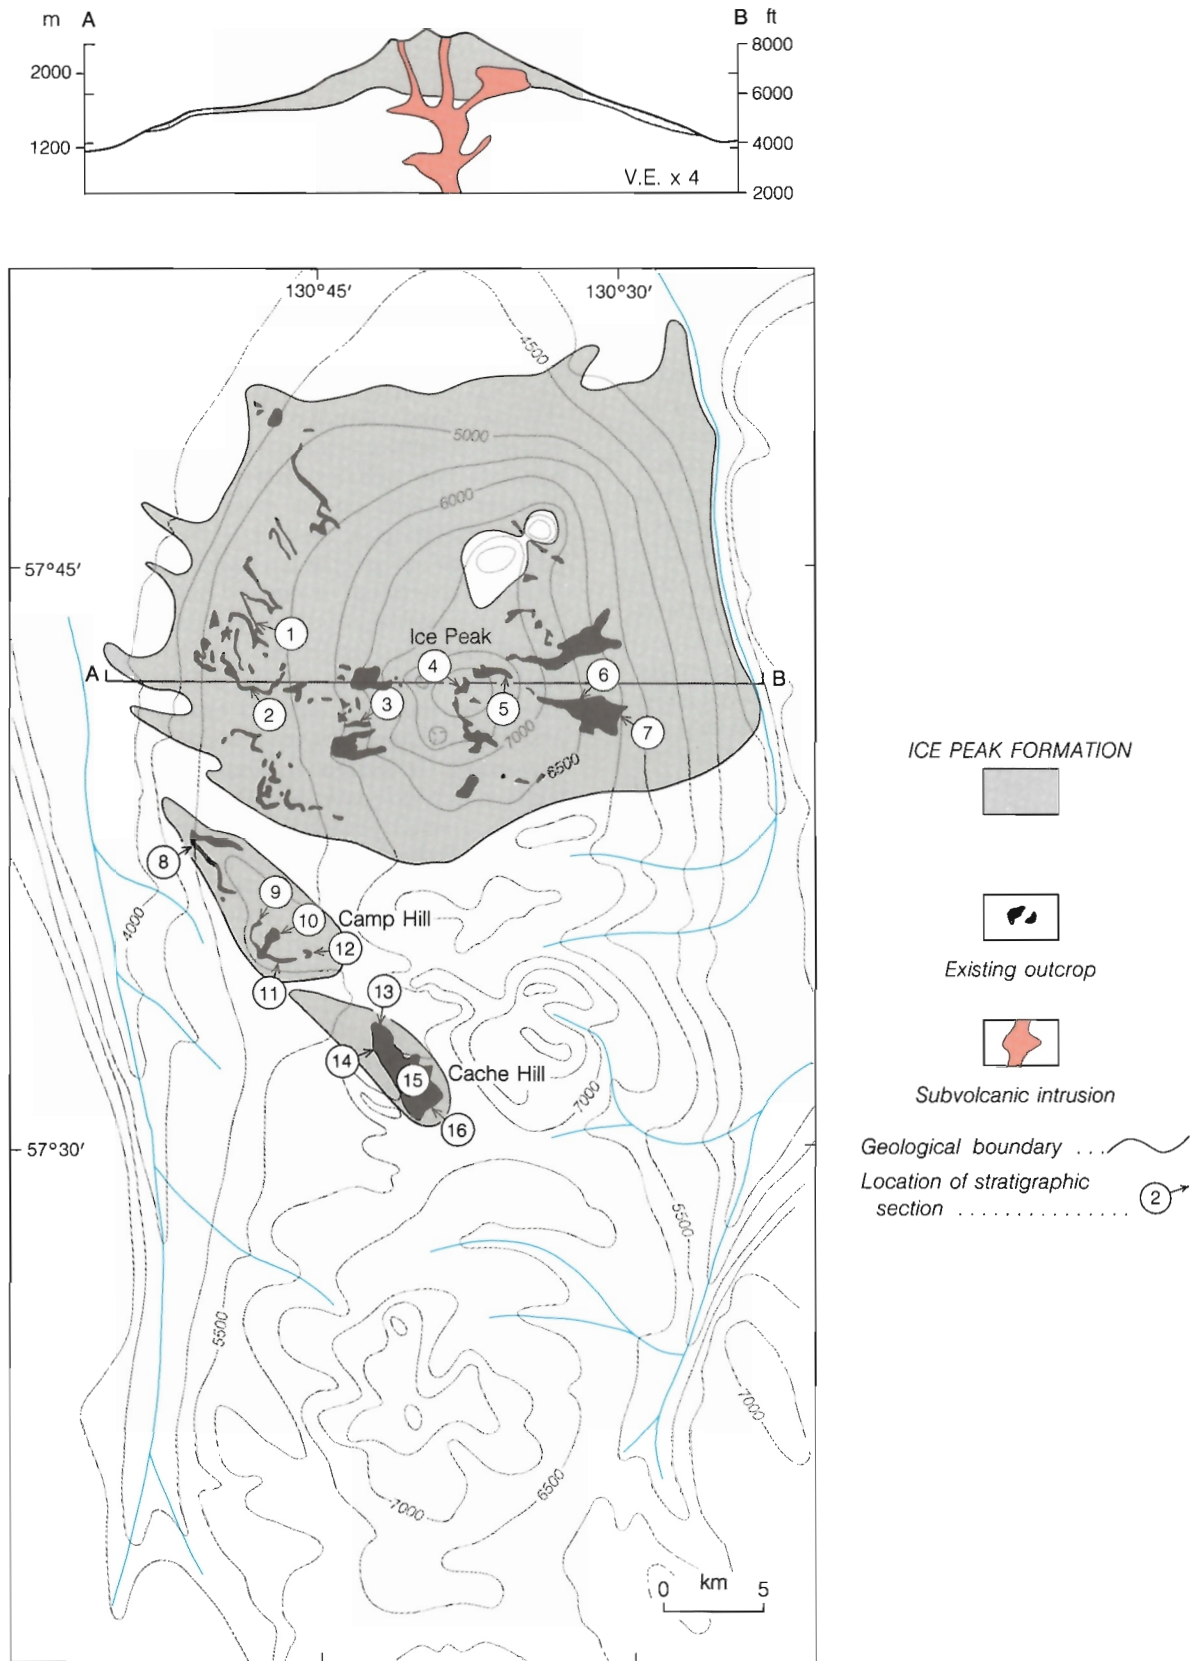 m A B ft
8000
2000
6000
1200
4000
V.E. x 4
2000
130°45′ 130°30′
4500
5000
6000
57°45′
1
Ice Peak
4
6
A B
2
3
5
7
7000
6500
ICE PEAK FORMATION
8
9
10
Camp Hill
4000
12
11
13
Existing outcrop
14
15
Cache Hill
7000
16
Subvolcanic intrusion
57°30′
Geological boundary . . .
Location of stratigraphic
section . . . . . . . . . . . . . . . 2
5500
5500
7000
6500
7000
0 km 5